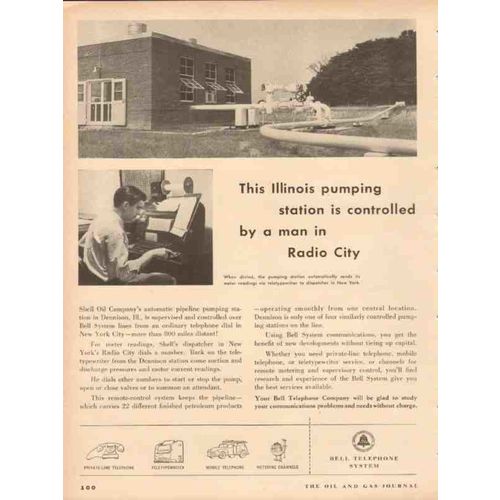 This Illinois pumping
station is controlled
by a man in
Radio City
When dialed, the pumping station automatically sends its
meter readings via teletypewriter to dispatcher in New York.
Shell Oil Company's automatic pipeline pumping sta-
tion in Dennison, Ill., is supervised and controlled over
Bell System lines from an ordinary telephone dial in
New York City—more than 800 miles distant!
For meter readings, Shell's dispatcher in New
York's Radio City dials a number. Back on the tele-
typewriter from the Dennison station come suction and
discharge pressures and motor current readings.
He dials other numbers to start or stop the pump,
open or close valves or to summon an attendant.
This remote-control system keeps the pipeline—
which carries 22 different finished petroleum products
—operating smoothly from one central location.
Dennison is only one of four similarly controlled pump-
ing stations on the line.
Using Bell System communications, you get the
benefit of new developments without tieing up capital.
Whether you need private-line telephone, mobile
telephone, or teletypewriter service, or channels for
remote metering and supervisory control, you'll find
research and experience of the Bell System give you
the best services available.
Your Bell Telephone Company will be glad to study
your communications problems and needs without charge.
PRIVATE LINE TELEPHONE
TELETYPEWRITER
MOBILE TELEPHONE
METERING CHANNELS
BELL TELEPHONE
SYSTEM
160
THE OIL AND GAS JOURNAL